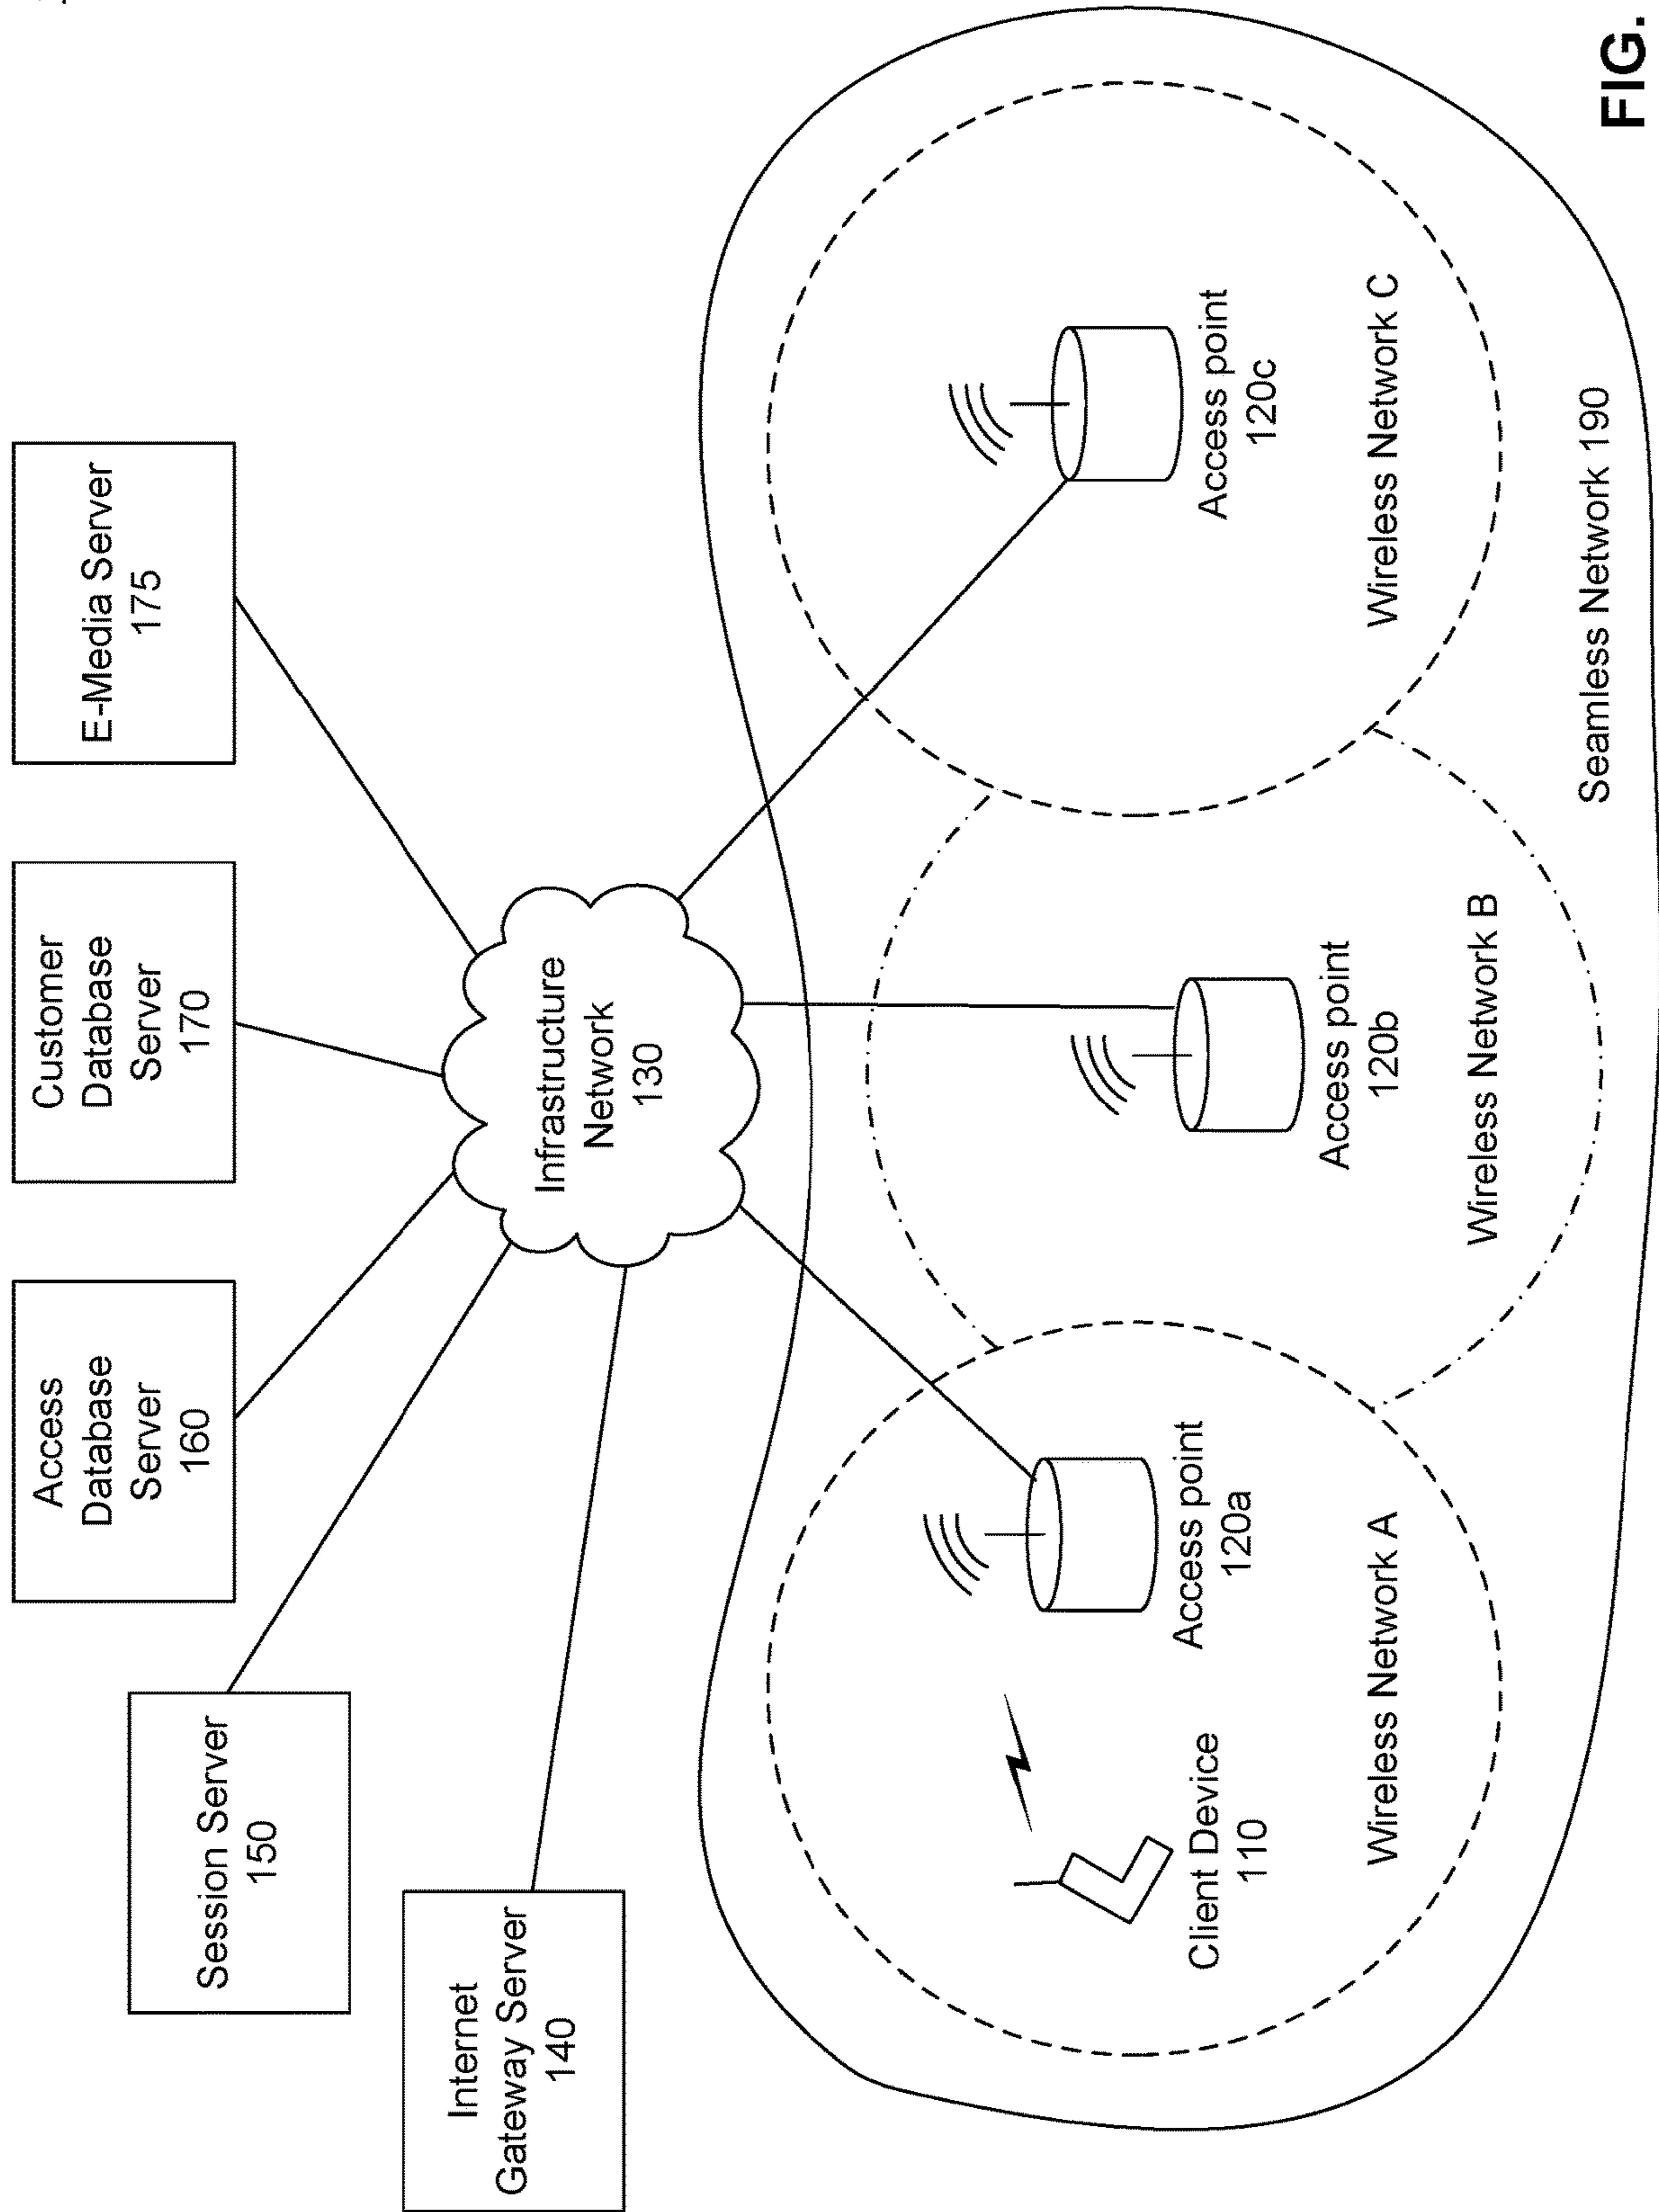 Internet
Gateway Server
140
Session Server
150
Access
Database
Server
160
Customer
Database
Server
170
E-Media Server
175
Infrastructure
Network
130
Client Device
110
Access point
120a
Wireless Network A
Access point
120b
Wireless Network B
Access point
120c
Wireless Network C
Seamless Network 190
FIG.